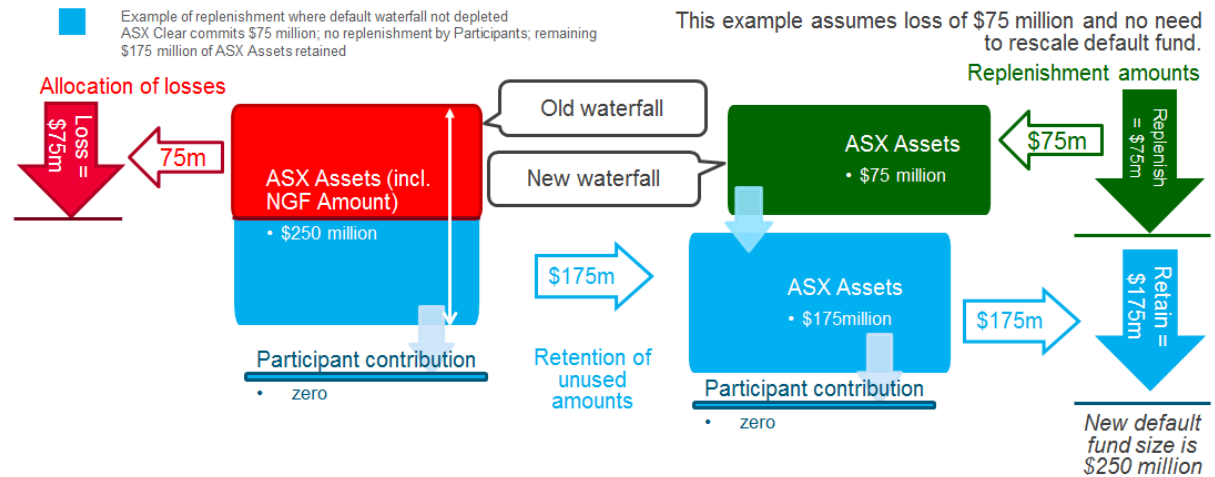 Example of replenishment where default waterfall not depleted
ASX Clear commits $75 million; no replenishment by Participants; remaining
$175 million of ASX Assets retained
This example assumes loss of $75 million and no need
to rescale default fund.
Allocation of losses
Replenishment amounts
Loss =
$75m
75m
ASX Assets (incl.
NGF Amount)
• $250 million
Old waterfall
New waterfall
ASX Assets
• $75 million
$75m
Replenish
= $75m
$175m
ASX Assets
• $175million
$175m
Retain =
$175m
Participant contribution
• zero
Retention of
unused
amounts
Participant contribution
• zero
New default
fund size is
$250 million